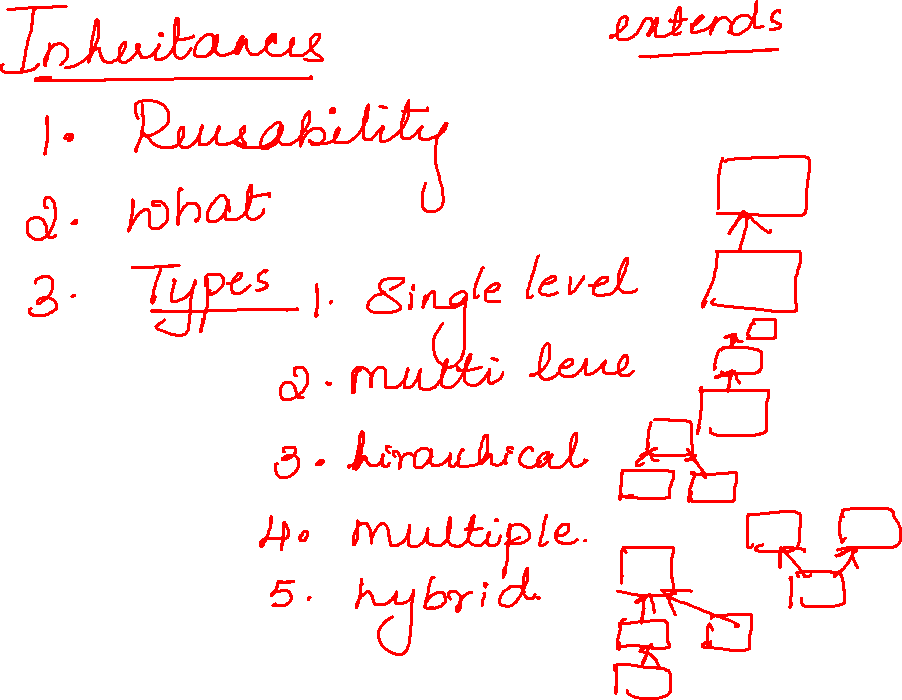 Inheritances
extends
1. Reusability
2. what
3. Types
1. Single level
2. multi leve
3. hirarchical
4. multiple.
5. hybrid.